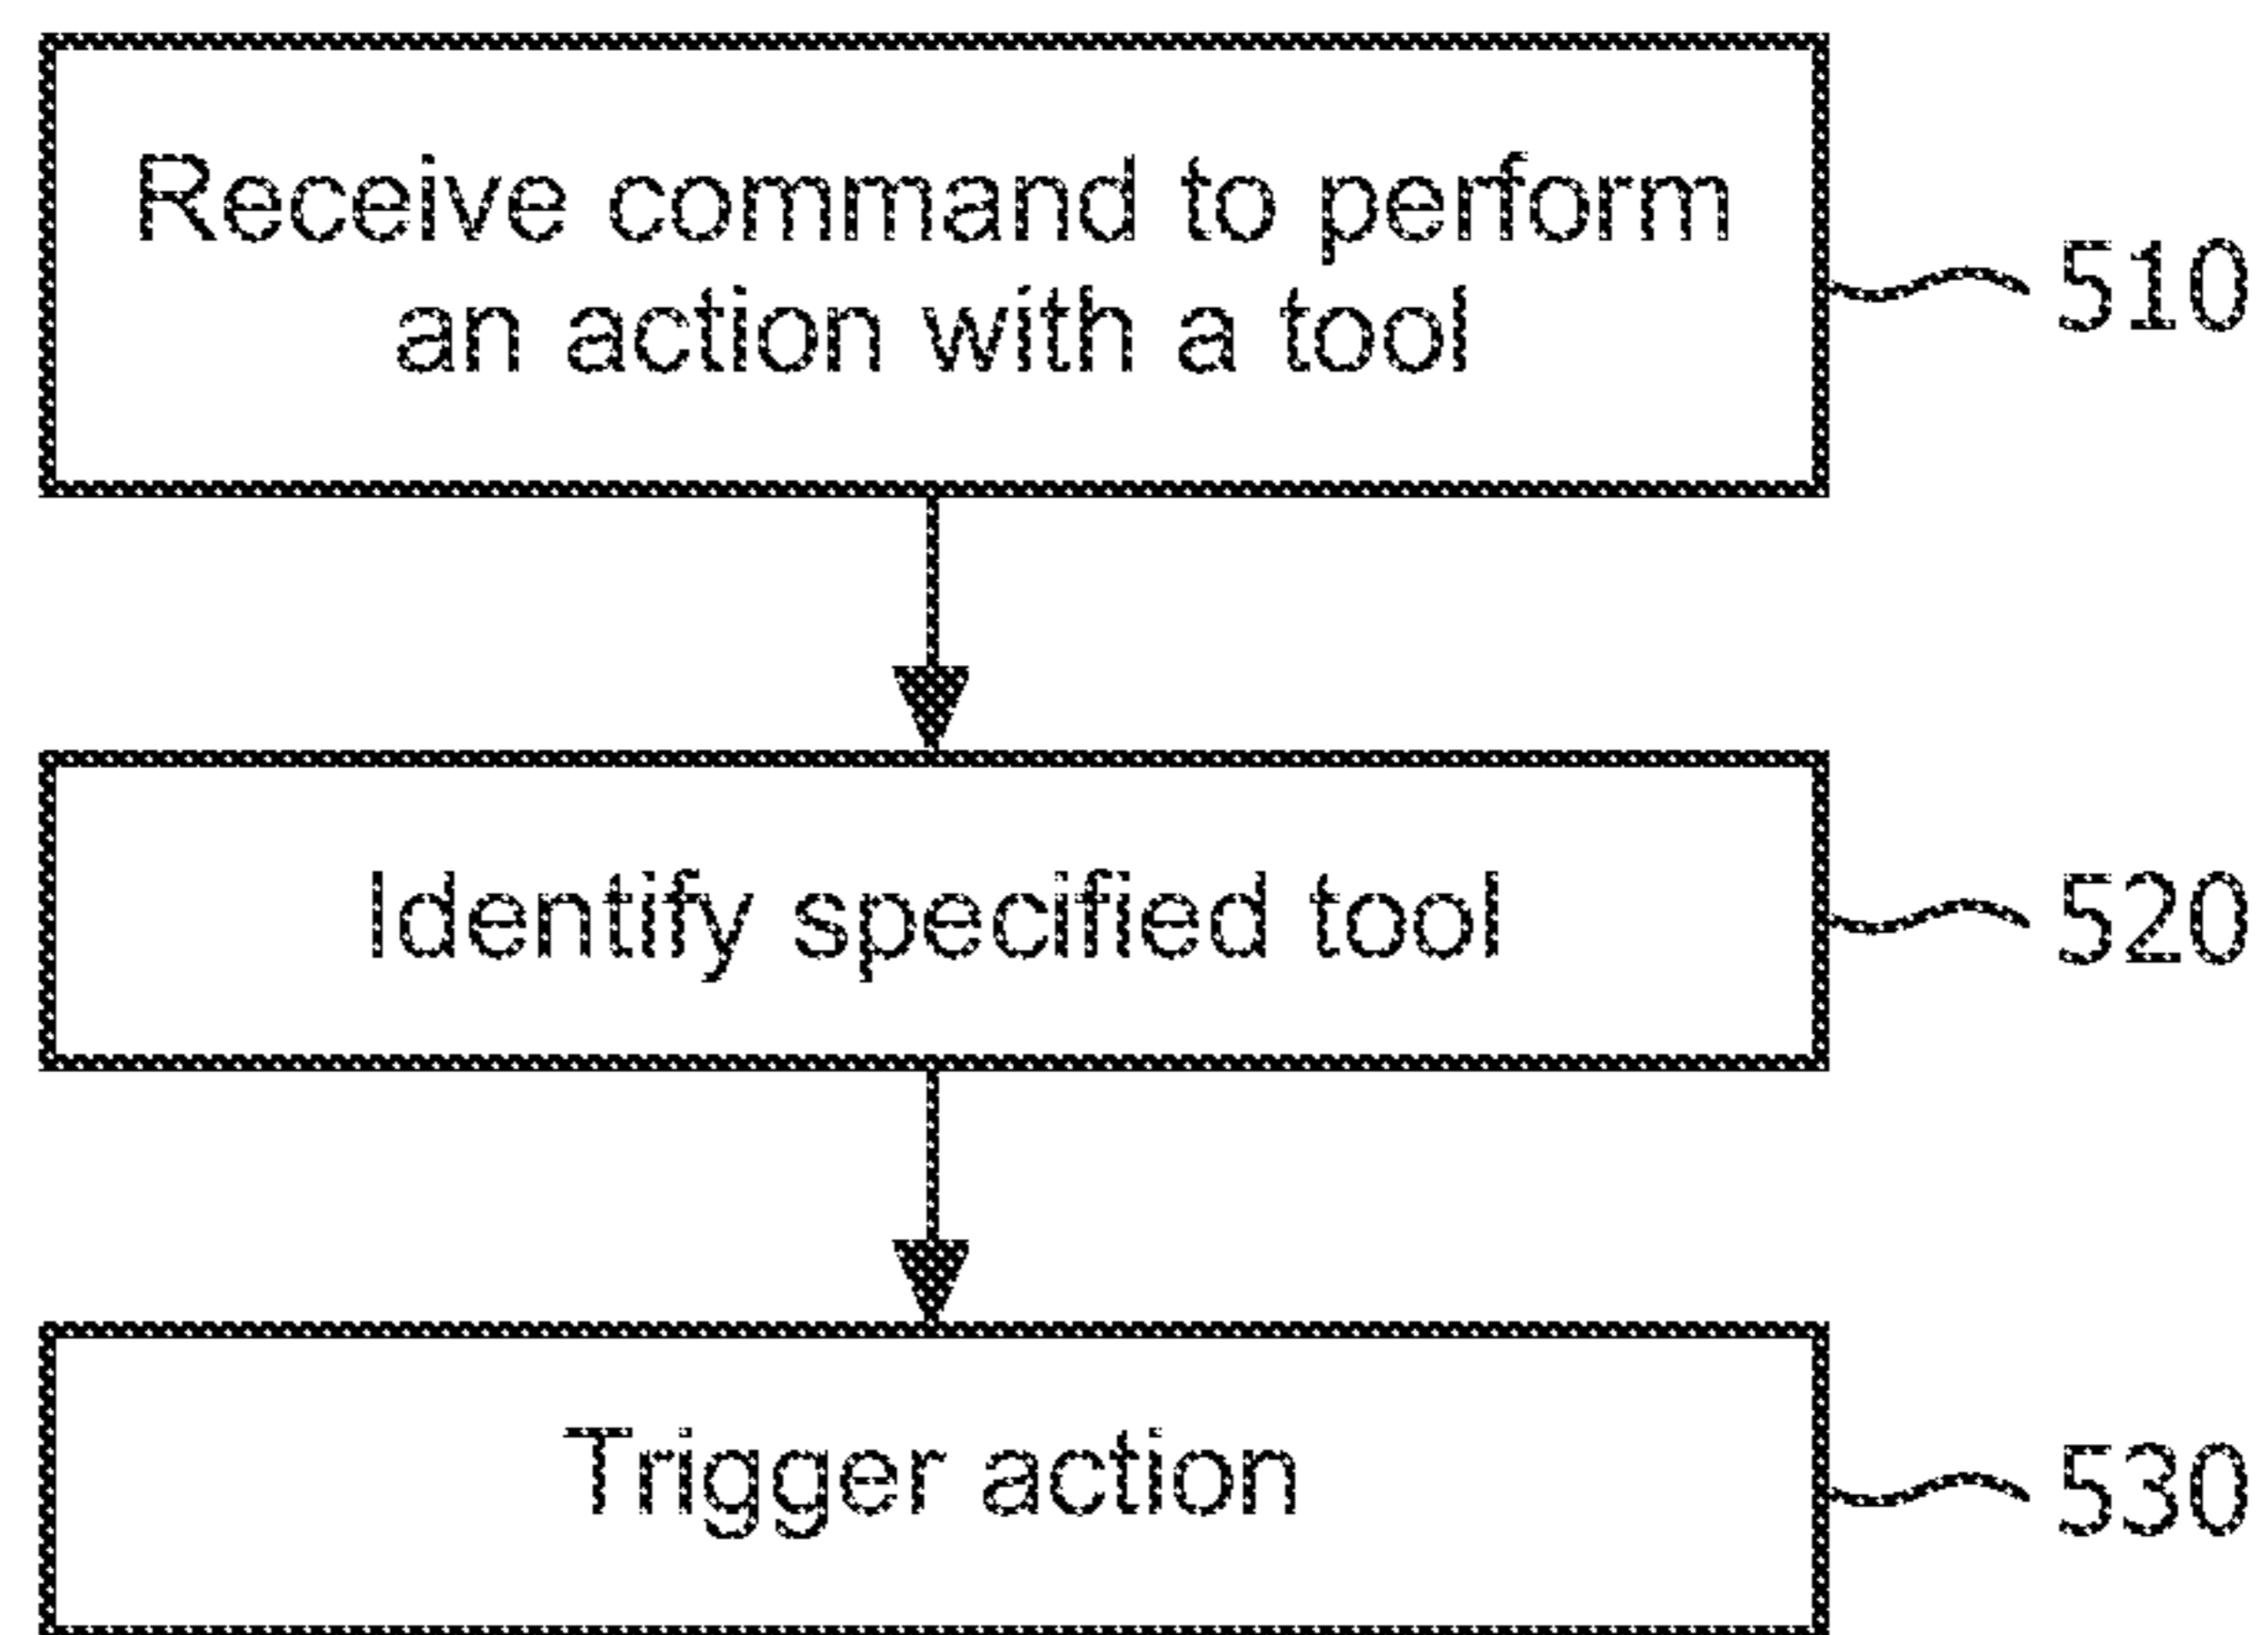 Receive command to perform
an action with a tool
510
Identify specified tool
520
Trigger action
530